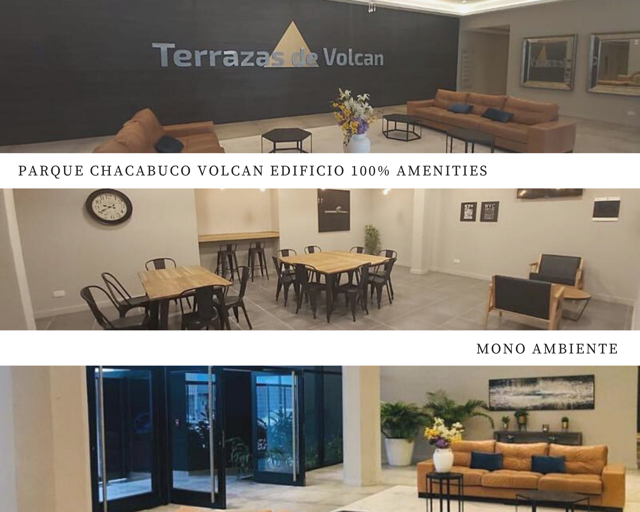 Terrazas de Volcan
PARQUE CHACABUCO VOLCAN EDIFICIO 100% AMENITIES
MONO AMBIENTE